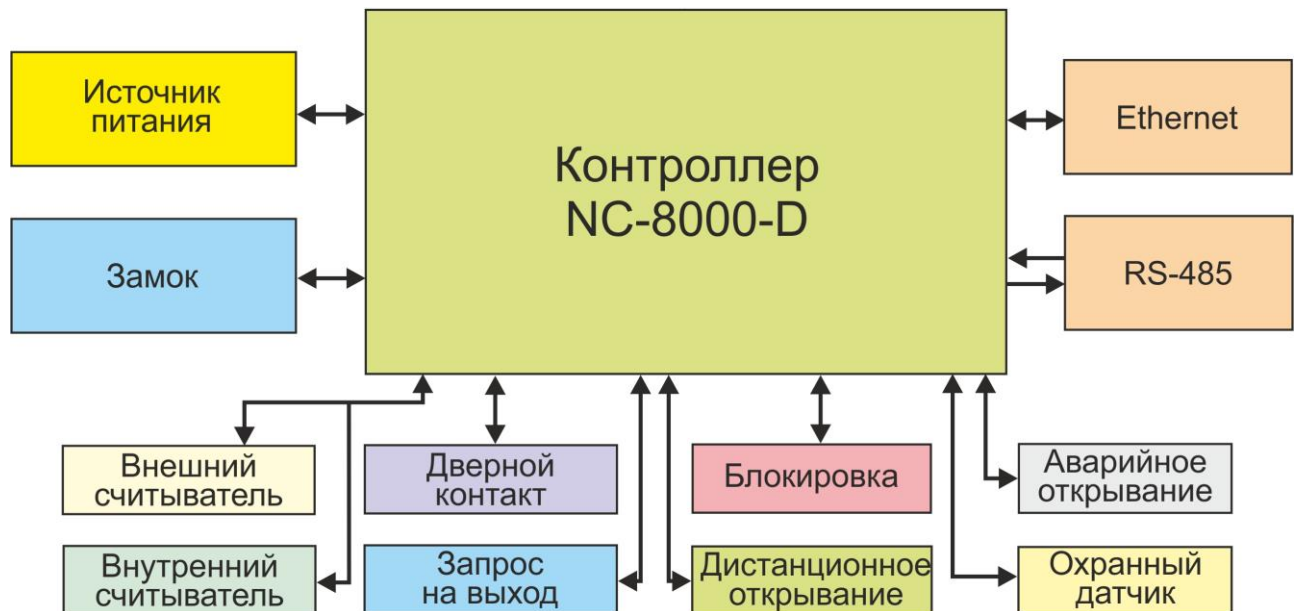 Источник
питания
Контроллер
NC-8000-D
Ethernet
Замок
RS-485
Внешний
считыватель
Дверной
контакт
Блокировка
Аварийное
открывание
Внутренний
считыватель
Запрос
на выход
Дистанционное
открывание
Охранный
датчик